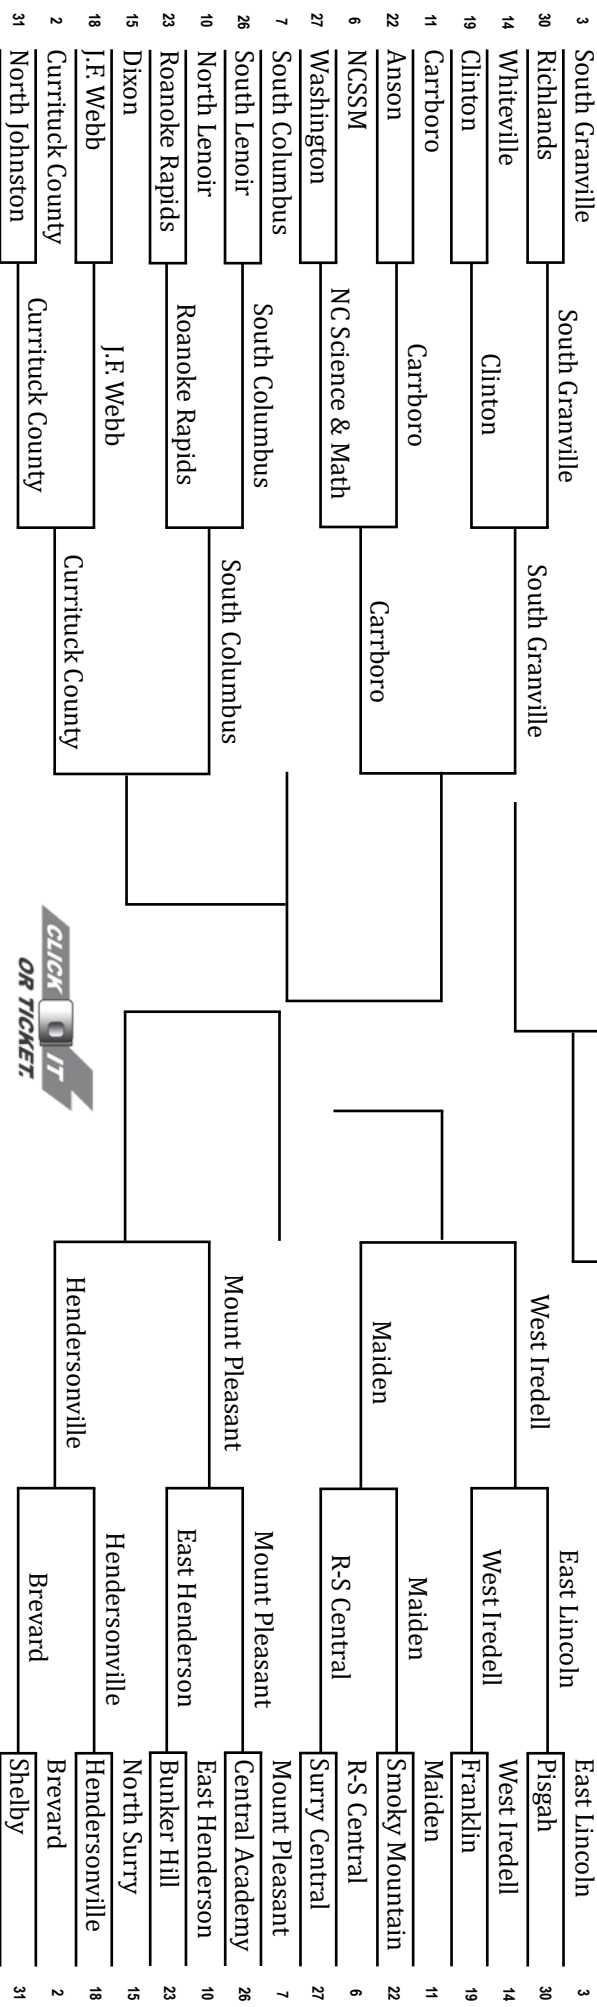 3 South Granville
30 Richlands
14 Whiteville
19 Clinton
11 Carrboro
22 Anson
6 NCSSM
27 Washington
7 South Columbus
26 South Lenoir
10 North Lenoir
23 Roanoke Rapids
15 Dixon
18 J.F. Webb
2 Currituck County
31 North Johnston
South Granville
Clinton
Carrboro
NC Science & Math
South Columbus
Roanoke Rapids
J.F. Webb
Currituck County
South Granville
Carrboro
South Columbus
Currituck County
CLICK IT
OR TICKET.
West Iredell
Maiden
Mount Pleasant
Hendersonville
East Lincoln
West Iredell
Maiden
R-S Central
Mount Pleasant
East Henderson
Hendersonville
Brevard
East Lincoln 3
Pisgah 30
West Iredell 14
Franklin 19
Maiden 11
Smoky Mountain 22
R-S Central 6
Surry Central 27
Mount Pleasant 7
Central Academy 26
East Henderson 10
Bunker Hill 23
North Surry 15
Hendersonville 18
Brevard 2
Shelby 31